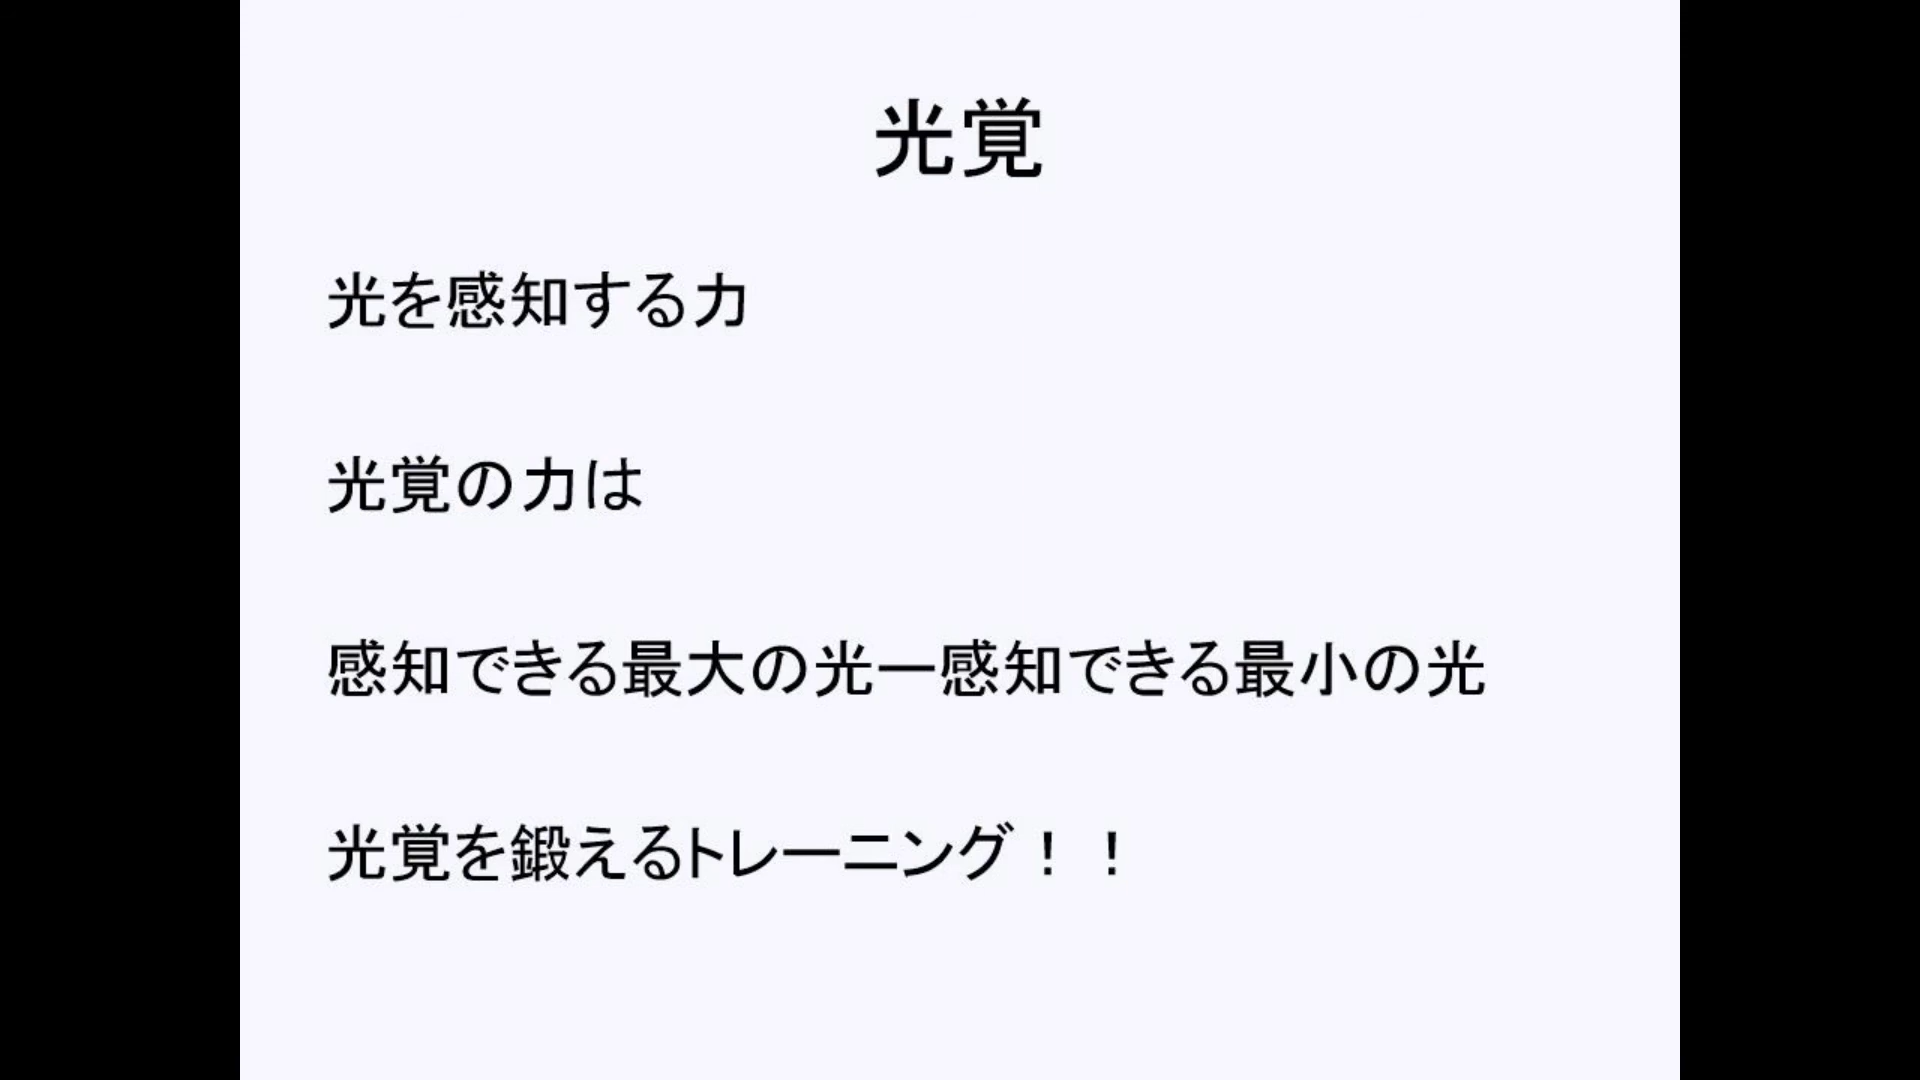 光覚
光を感知する力
光覚の力は
感知できる最大の光ー感知できる最小の光
光覚を鍛えるトレーニング！！